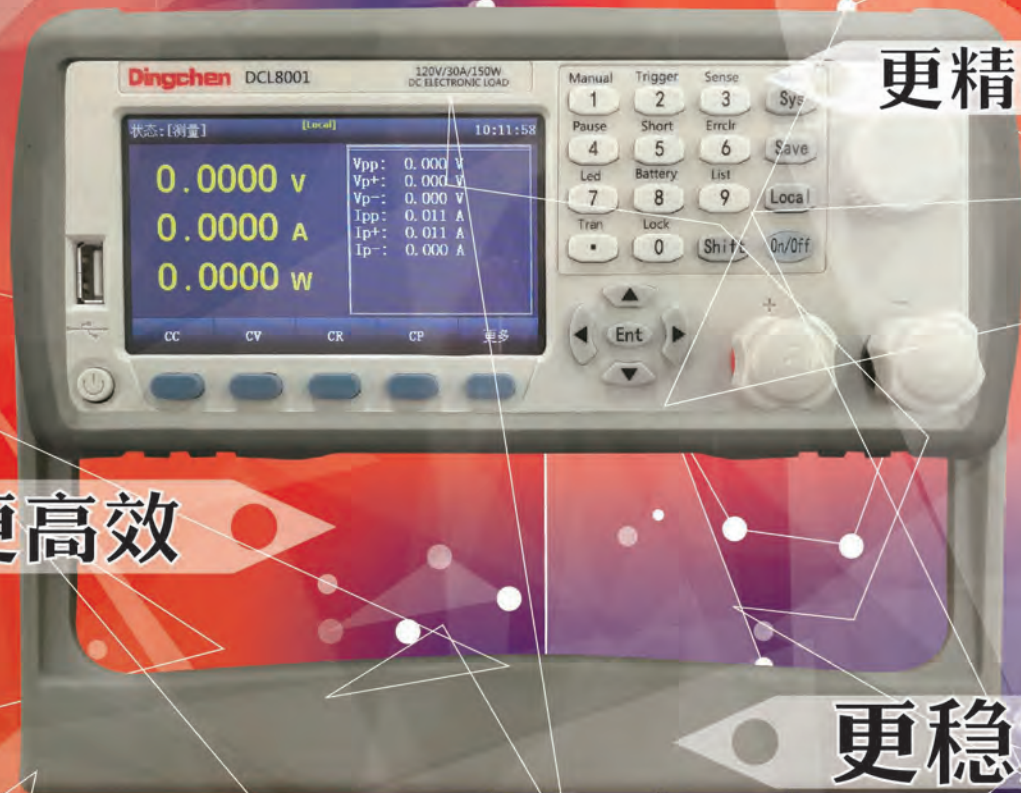 更精
Dingchen DCL8001
120V/30A/150W
DC ELECTRONIC LOAD
状态:[测量]
[Local]
10:11:58
0.0000 V
0.0000 A
0.0000 W
Vpp: 0.000 V
Vp+: 0.000 V
Vp-: 0.000 V
Ipp: 0.011 A
Ip+: 0.011 A
Ip-: 0.000 A
CC CV CR CP 更多
Manual Trigger Sense
1 2 3 Sys
Pause Short Errclr
4 5 6 Save
Led Battery List
7 8 9 Local
Tran Lock
. 0 Shift On/Off
Ent
+
-
更高效
更稳